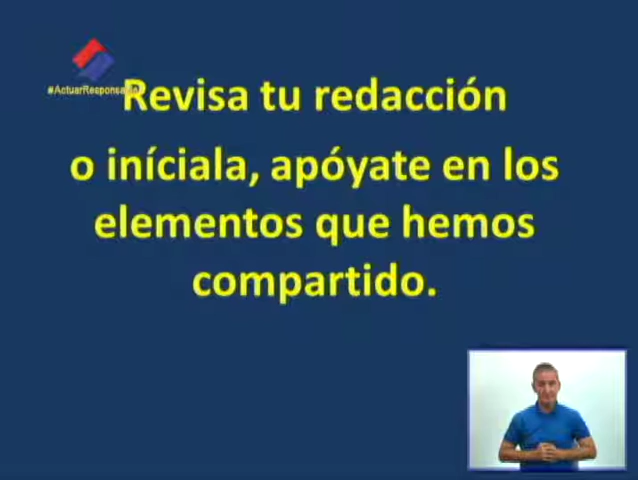 #ActuarResponsable
Revisa tu redacción
o iníciala, apóyate en los
elementos que hemos
compartido.